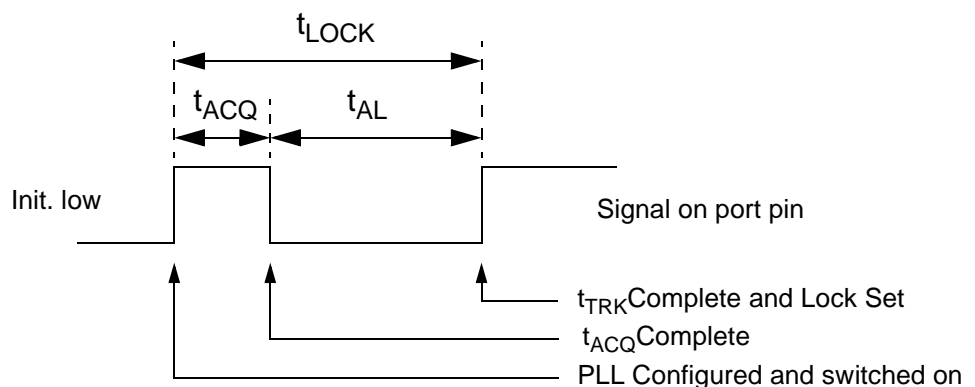 tLOCK
tACQ
tAL
Init. low
Signal on port pin
tTRKComplete and Lock Set
tACQComplete
PLL Configured and switched on